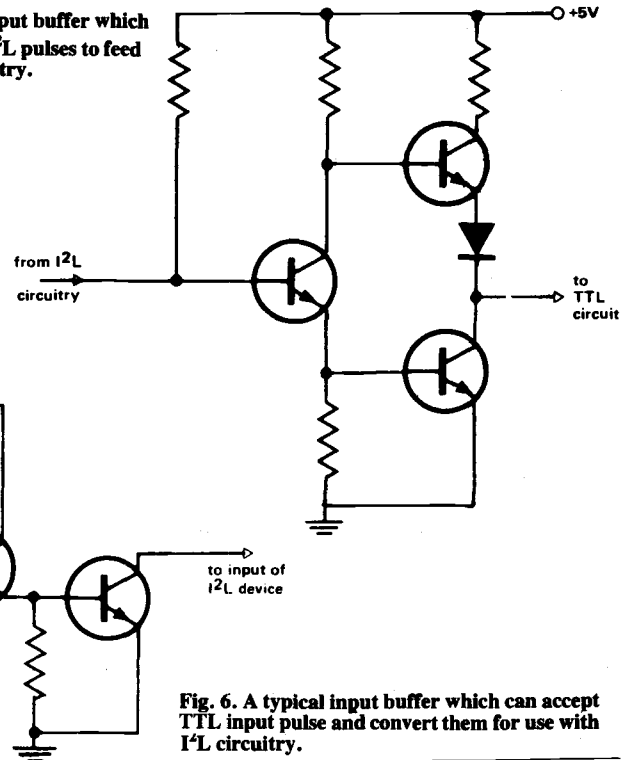 put buffer which
²L pulses to feed
try.
+5V
from I²L
circuitry
to
TTL
circuit
to input of
I²L device
Fig. 6. A typical input buffer which can accept
TTL input pulse and convert them for use with
I²L circuitry.